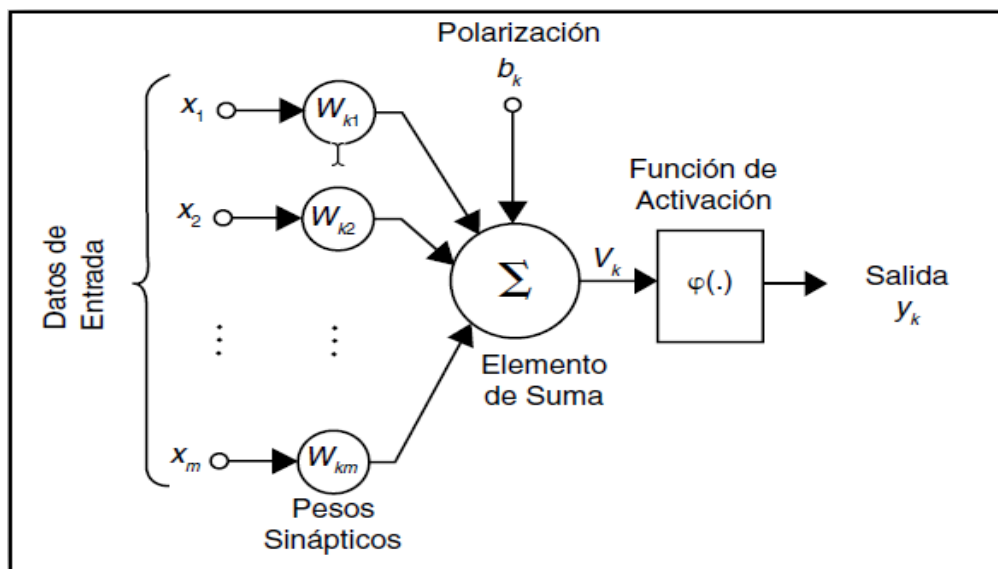 Polarización
b_k
x_1
W_k1
Función de
Activación
x_2
W_k2
Datos de
Entrada
Σ
V_k
φ(.)
Salida
y_k
Elemento
de Suma
x_m
W_km
Pesos
Sinápticos